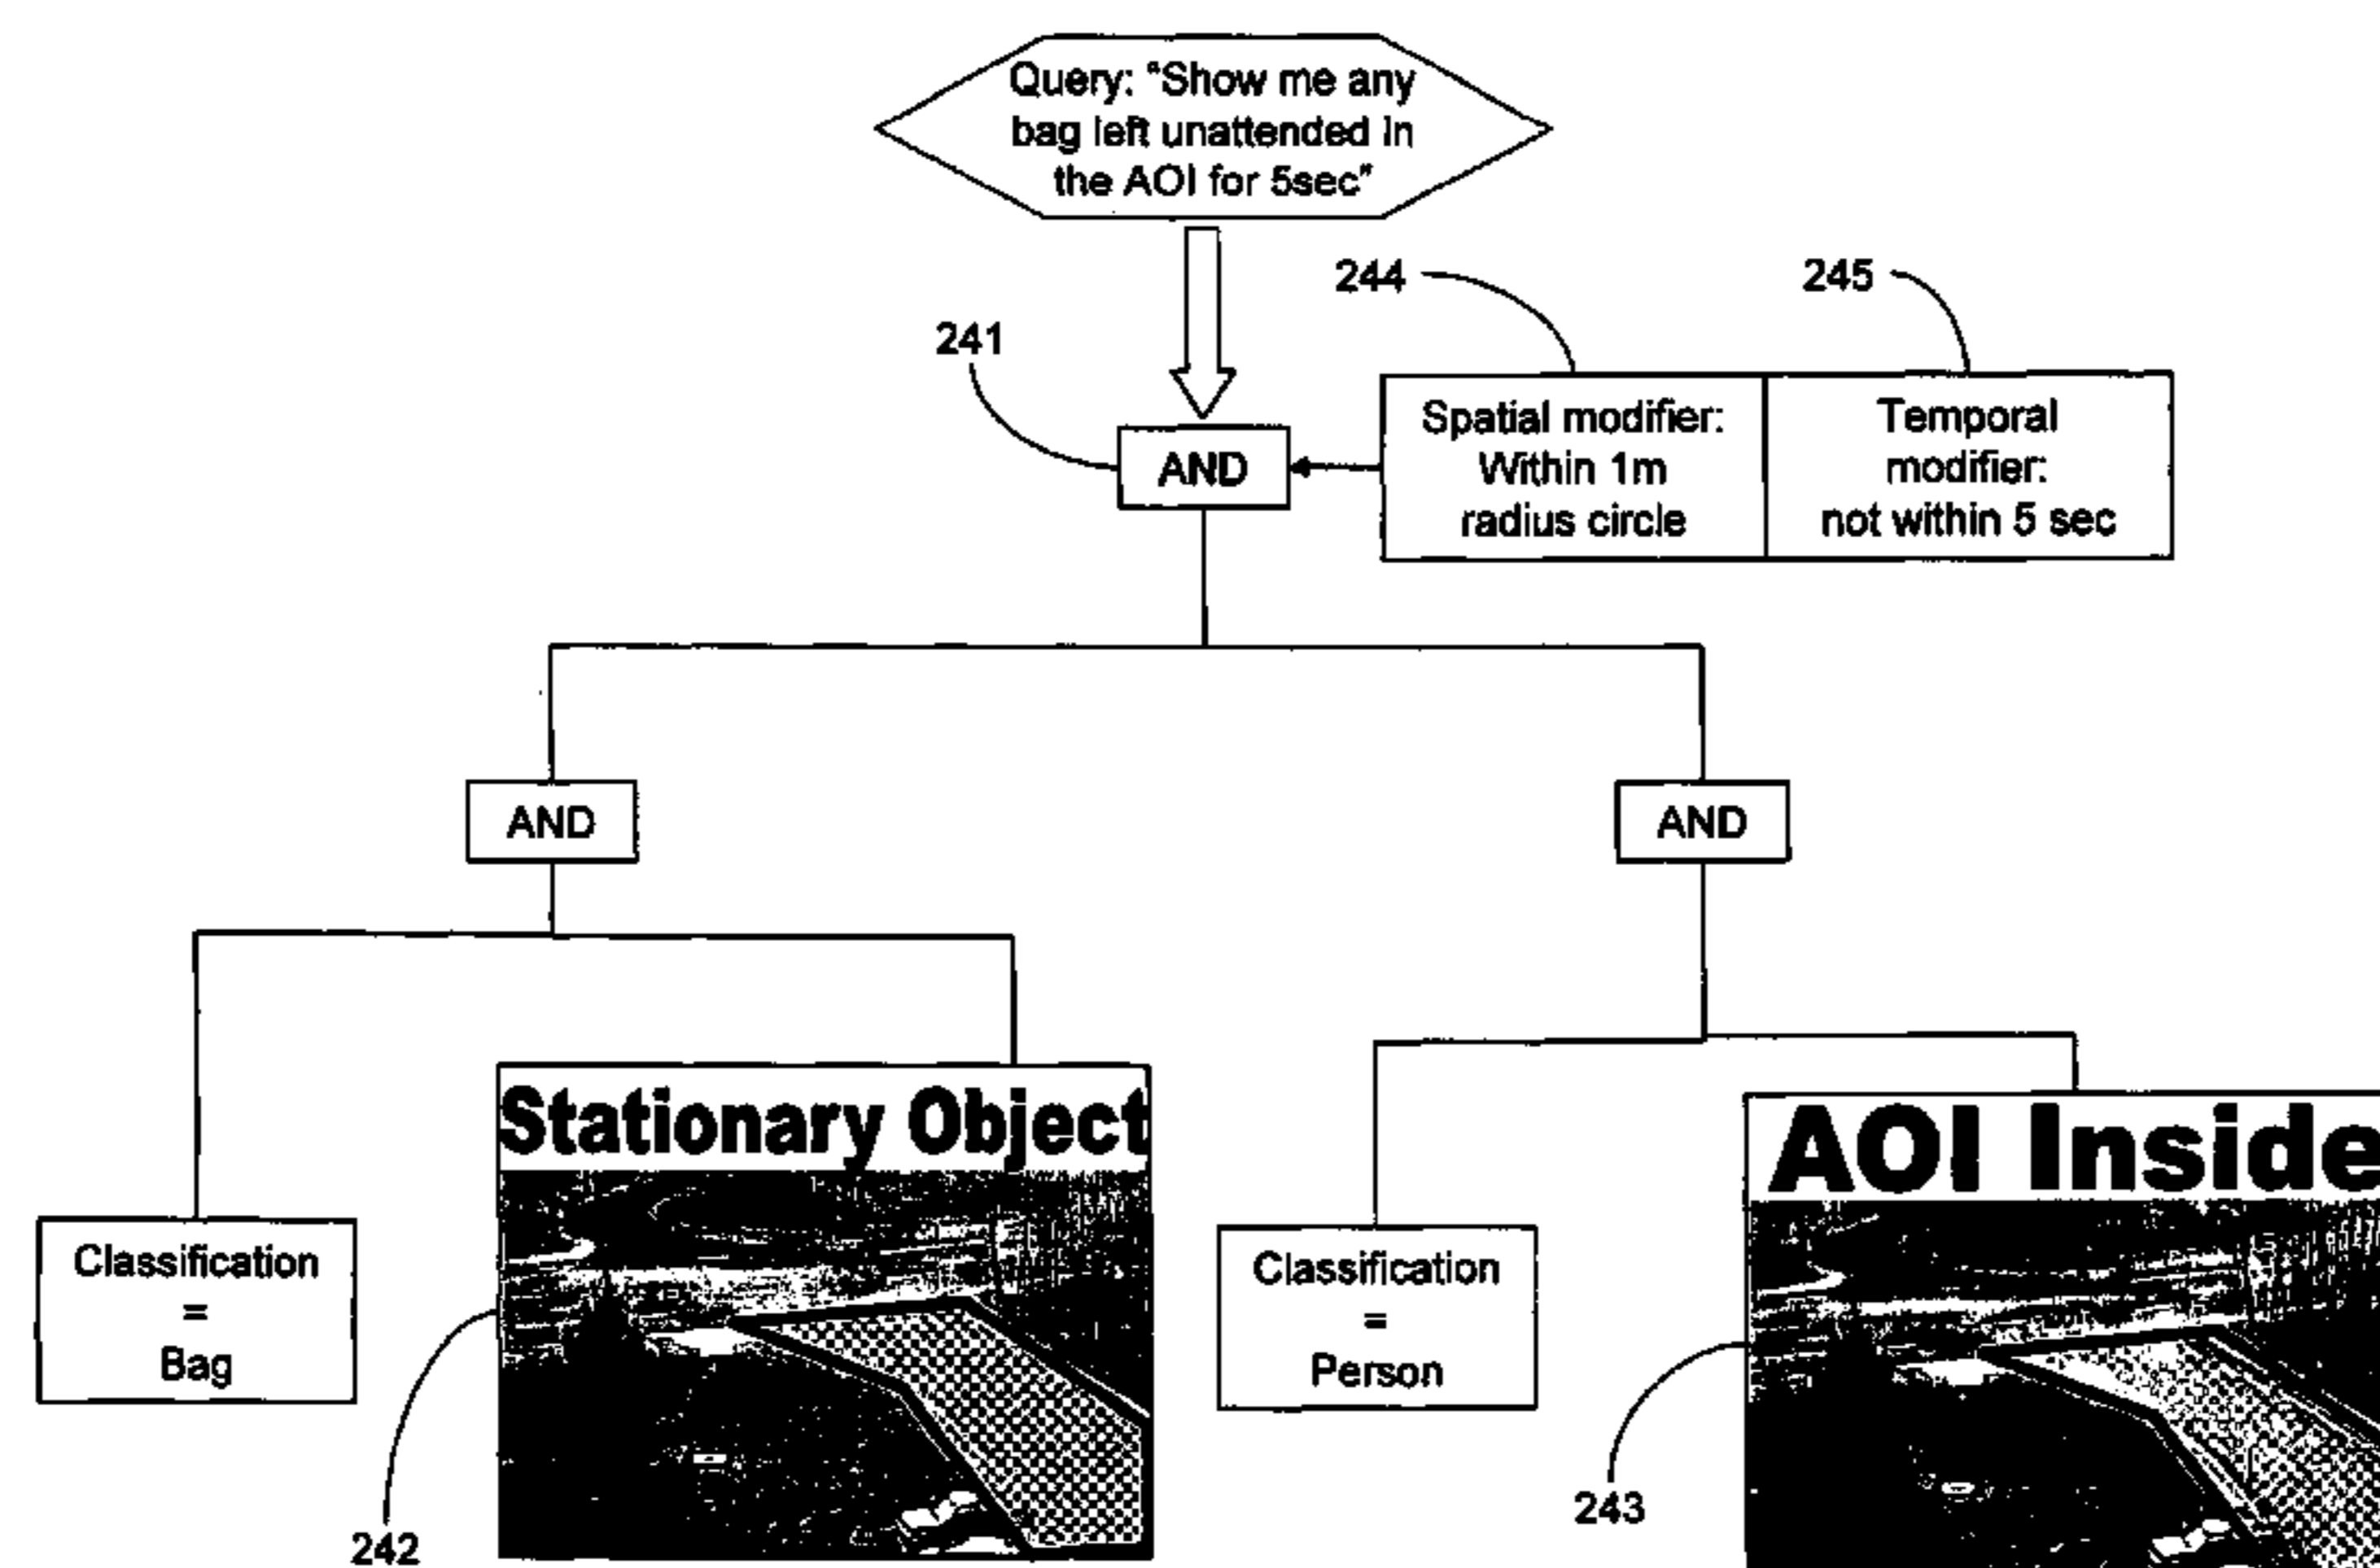 Query: "Show me any
bag left unattended in
the AOI for 5sec"
244
245
241
AND
Spatial modifier:
Within 1m
radius circle
Temporal
modifier:
not within 5 sec
AND
AND
Stationary Object
AOI Inside
Classification
=
Bag
Classification
=
Person
242
243